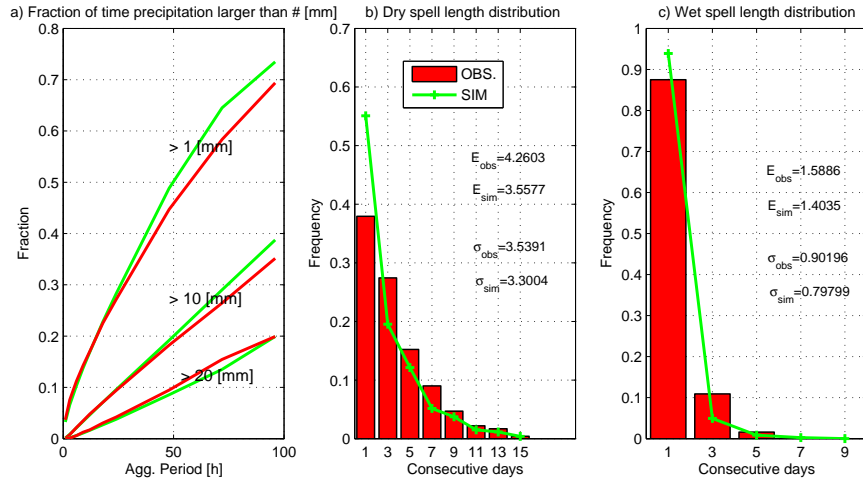 a) Fraction of time precipitation larger than # [mm]
0.8
0.7
0.6
0.5
0.4
0.3
0.2
0.1
0
Fraction
> 1 [mm]
> 10 [mm]
> 20 [mm]
0
50
100
Agg. Period [h]
b) Dry spell length distribution
0.7
0.6
0.5
0.4
0.3
0.2
0.1
0
Frequency
OBS.
SIM
E_obs=4.2603
E_sim=3.5577
σ_obs=3.5391
σ_sim=3.3004
1 3 5 7 9 11 13 15
Consecutive days
c) Wet spell length distribution
1
0.9
0.8
0.7
0.6
0.5
0.4
0.3
0.2
0.1
0
Frequency
E_obs=1.5886
E_sim=1.4035
σ_obs=0.90196
σ_sim=0.79799
1 3 5 7 9
Consecutive days